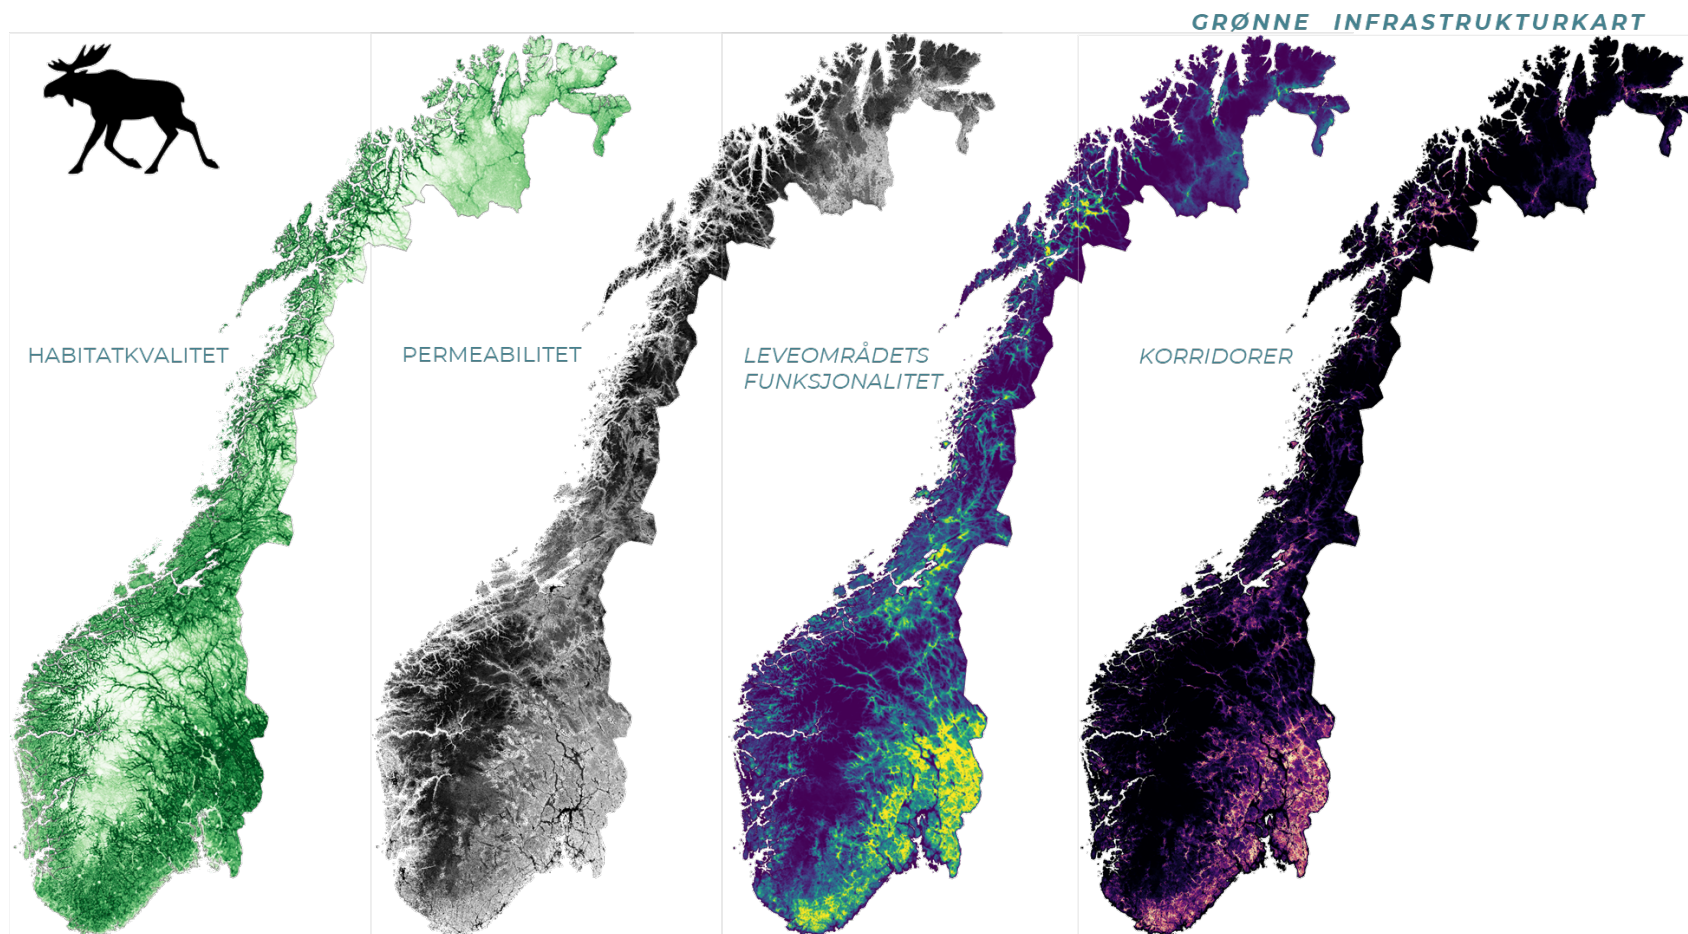 GRØNNE INFRASTRUKTURKART
HABITATKVALITET
PERMEABILITET
LEVEOMRÅDETS
FUNKSJONALITET
KORRIDORER